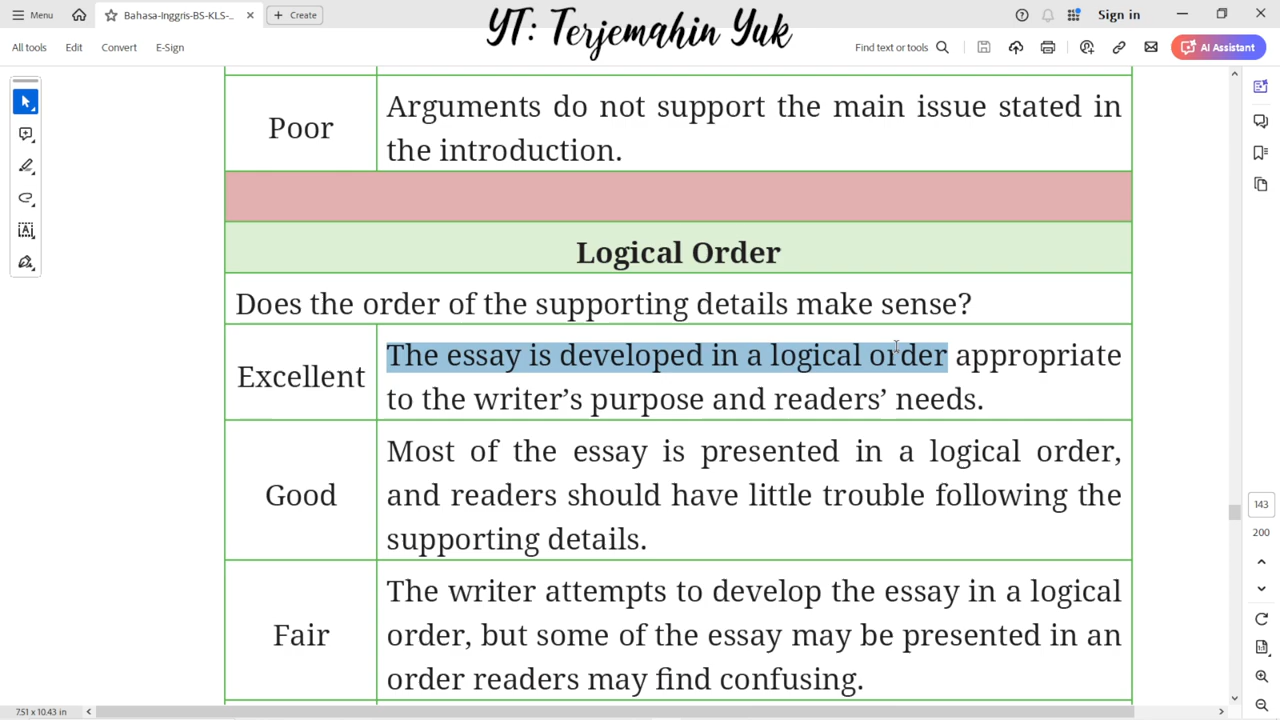 Menu
Bahasa-Inggris-BS-KLS-...
Create
YT: Terjemahin Yuk
Sign in
All tools
Edit
Convert
E-Sign
Find text or tools
AI Assistant
Poor
Arguments do not support the main issue stated in
the introduction.
Logical Order
Does the order of the supporting details make sense?
Excellent
The essay is developed in a logical order appropriate
to the writer's purpose and readers' needs.
Good
Most of the essay is presented in a logical order,
and readers should have little trouble following the
supporting details.
Fair
The writer attempts to develop the essay in a logical
order, but some of the essay may be presented in an
order readers may find confusing.
143
200
7.51 x 10.43 in